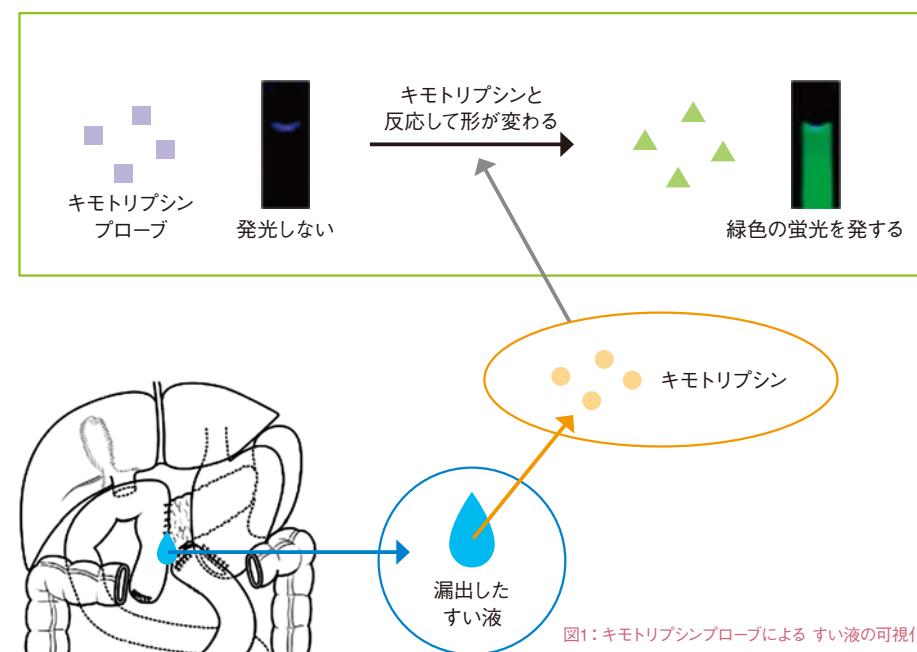 キモトリプシンと
反応して形が変わる
キモトリプシン
プローブ
発光しない
緑色の蛍光を発する
キモトリプシン
漏出した
すい液
図1：キモトリプシンプローブによる すい液の可視化